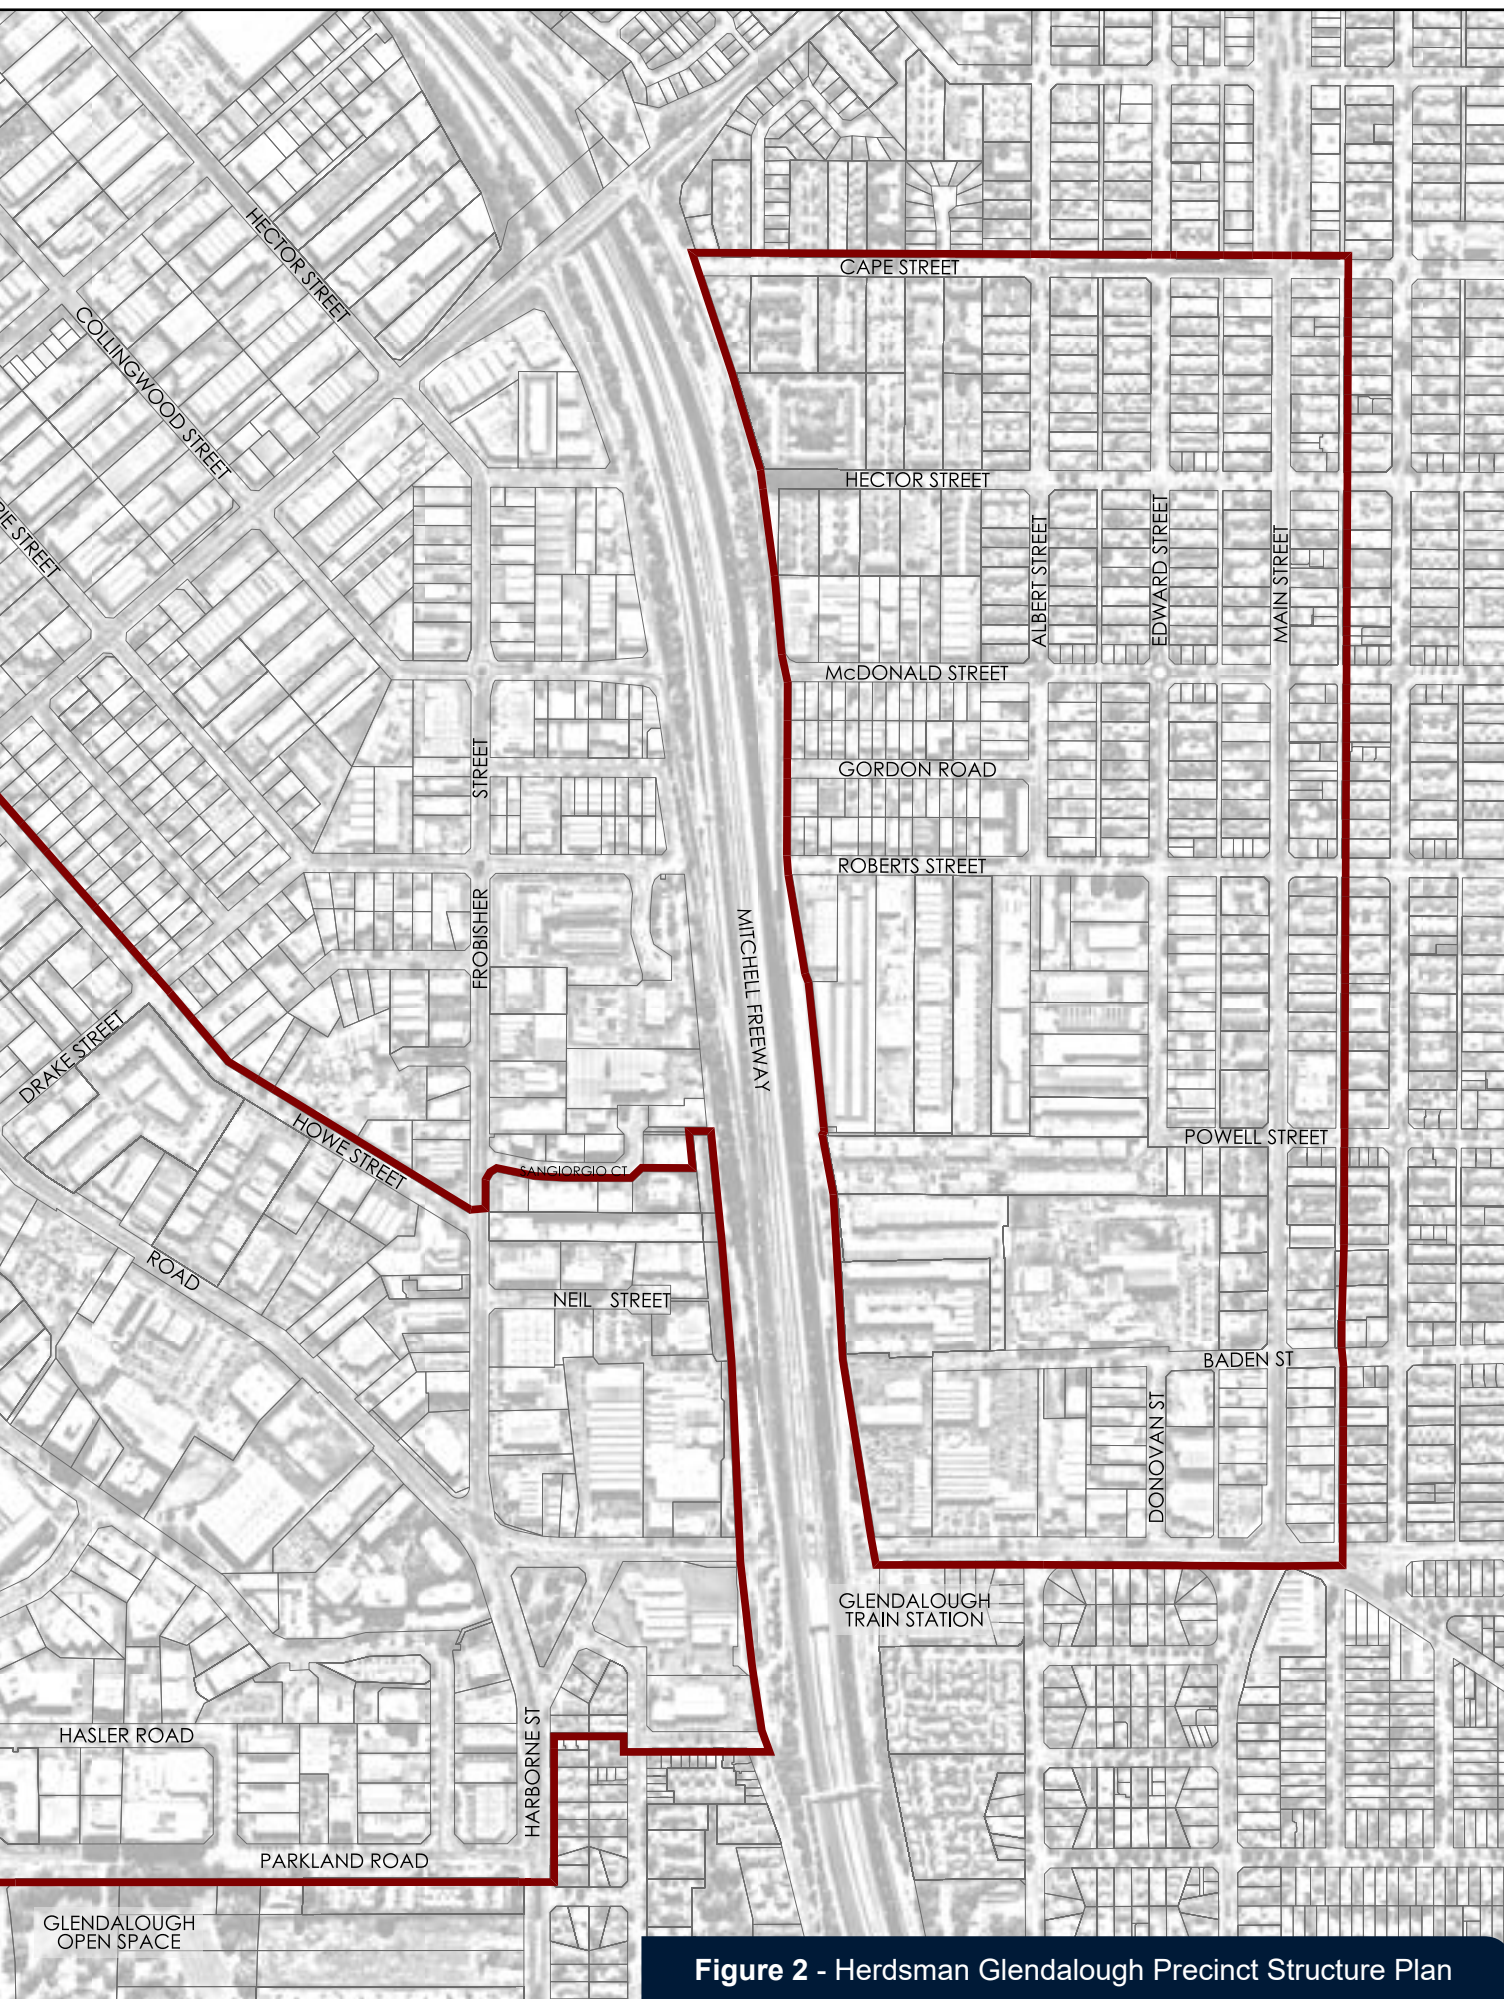 HECTOR STREET
CAPE STREET
COLLINGWOOD STREET
HECTOR STREET
STREET
ALBERT STREET
EDWARD STREET
MAIN STREET
McDONALD STREET
GORDON ROAD
STREET
ROBERTS STREET
FROBISHER
MITCHELL FREEWAY
DRAKE STREET
HOWE STREET
POWELL STREET
SANGIORGIO CT
ROAD
NEIL STREET
BADEN ST
DONOVAN ST
GLENDALOUGH
TRAIN STATION
HASLER ROAD
HARBORNE ST
PARKLAND ROAD
GLENDALOUGH
OPEN SPACE
Figure 2 - Herdsman Glendalough Precinct Structure Plan